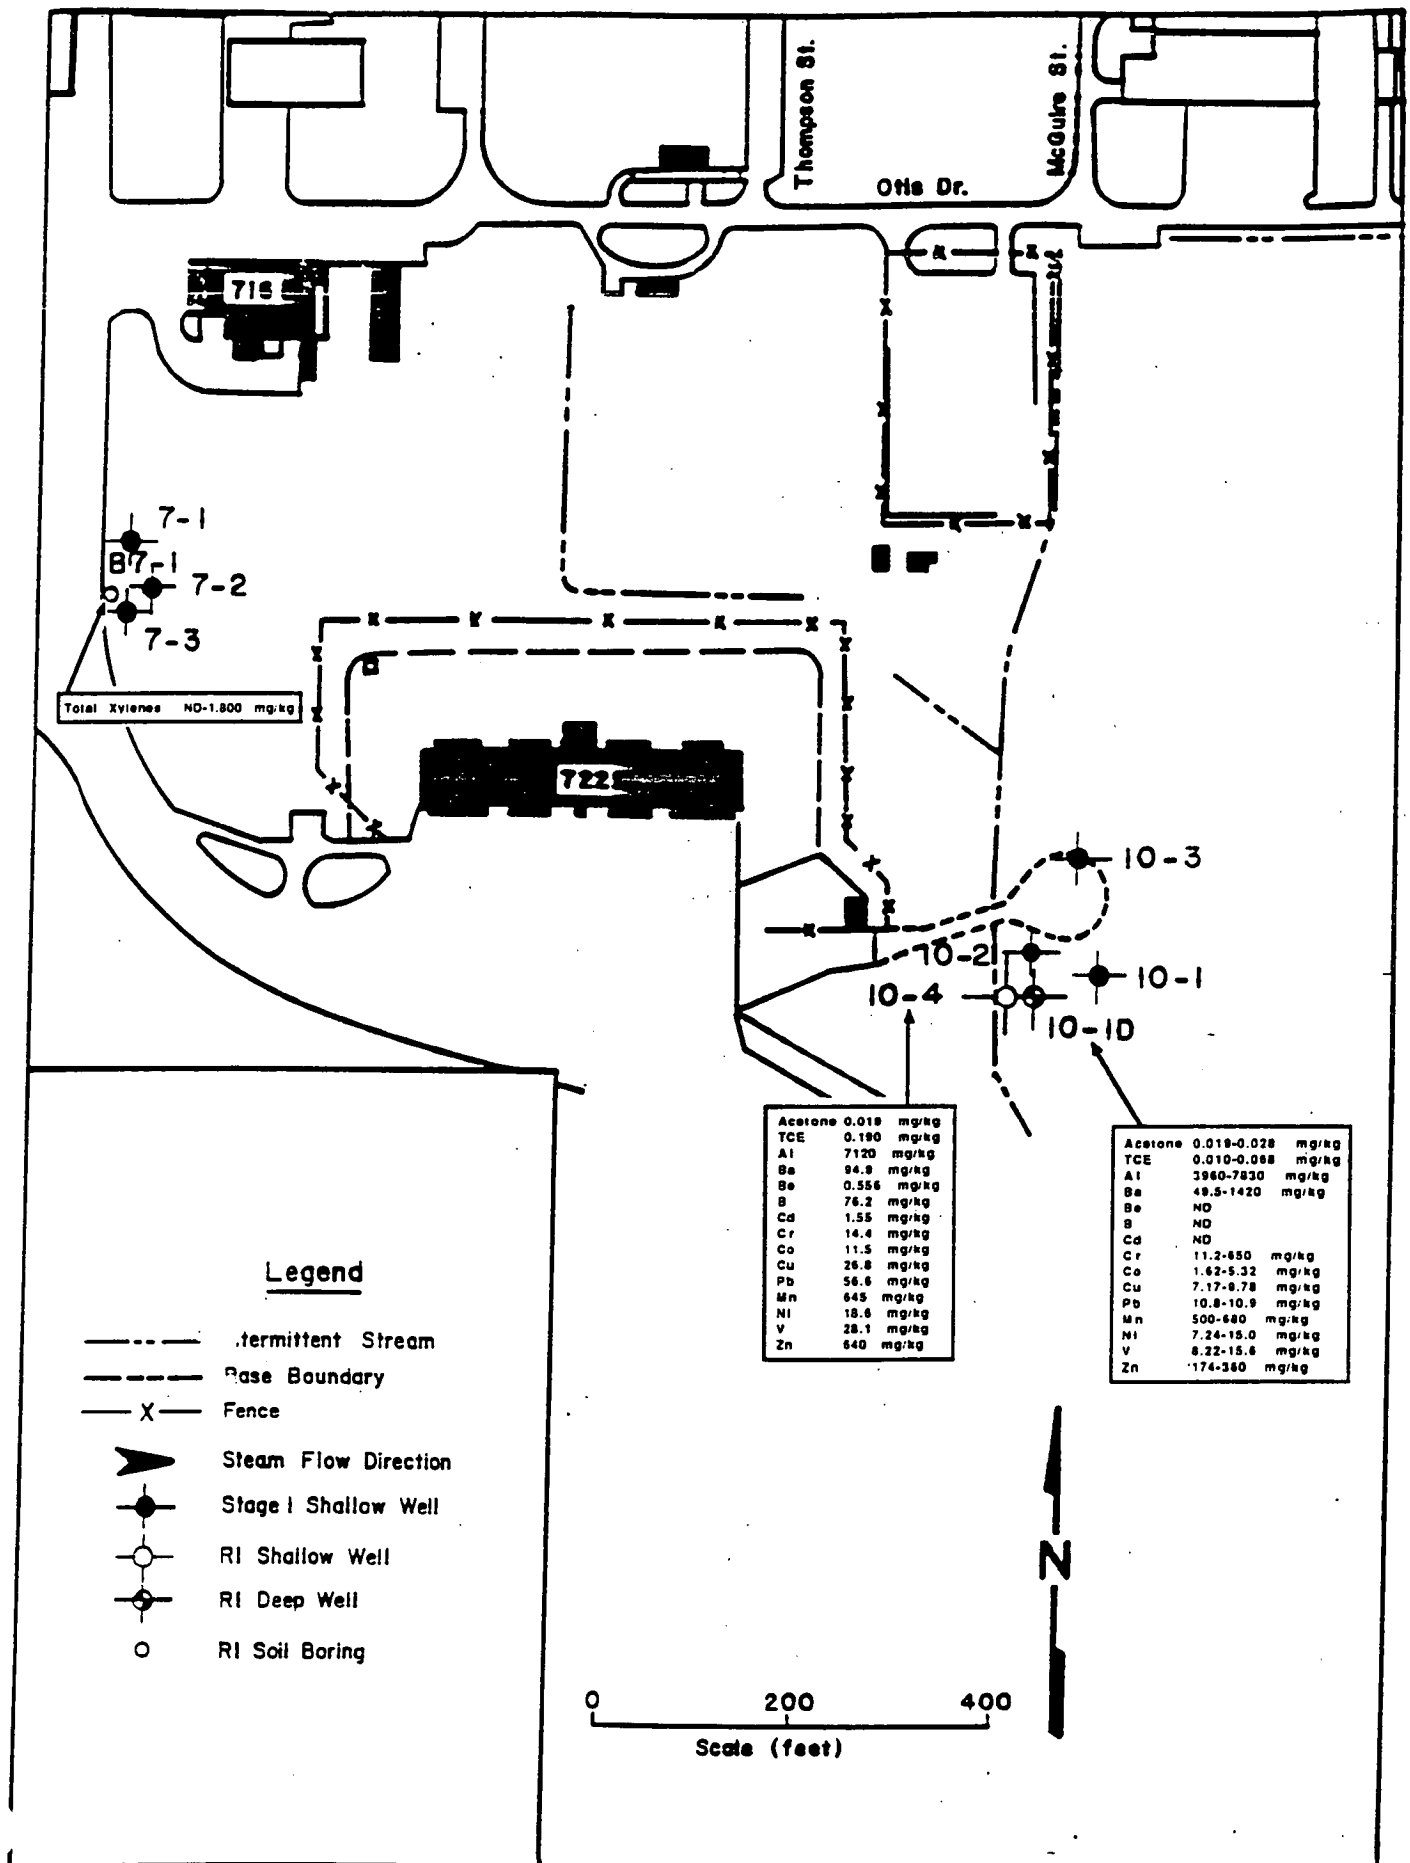 Thompson St.
McGuire St.
Otis Dr.
716
7-1
B7-1
7-2
7-3
Total Xylenes ND-1.800 mg/kg
722
10-3
10-2
10-1
10-4
10-1D
Acetone 0.019 mg/kg
TCE 0.190 mg/kg
Al 7120 mg/kg
Ba 94.9 mg/kg
Be 0.556 mg/kg
B 76.2 mg/kg
Cd 1.55 mg/kg
Cr 14.4 mg/kg
Co 11.5 mg/kg
Cu 26.8 mg/kg
Pb 56.6 mg/kg
Mn 645 mg/kg
Ni 18.6 mg/kg
V 28.1 mg/kg
Zn 640 mg/kg
Acetone 0.019-0.028 mg/kg
TCE 0.010-0.068 mg/kg
Al 3960-7830 mg/kg
Ba 49.5-1420 mg/kg
Be ND
B ND
Cd ND
Cr 11.2-650 mg/kg
Co 1.62-5.32 mg/kg
Cu 7.17-8.78 mg/kg
Pb 10.8-10.9 mg/kg
Mn 500-680 mg/kg
Ni 7.24-15.0 mg/kg
V 8.22-15.6 mg/kg
Zn 174-360 mg/kg
Legend
.termittent Stream
Base Boundary
X Fence
Steam Flow Direction
Stage I Shallow Well
RI Shallow Well
RI Deep Well
RI Soil Boring
N
0 200 400
Scale (feet)